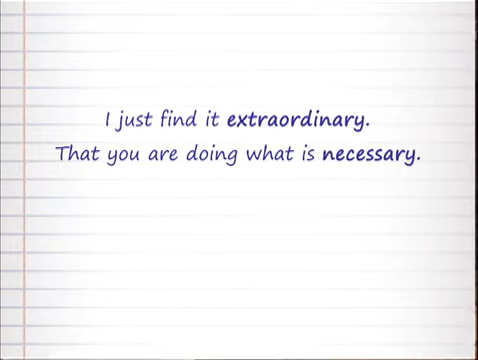 I just find it extraordinary.
That you are doing what is necessary.